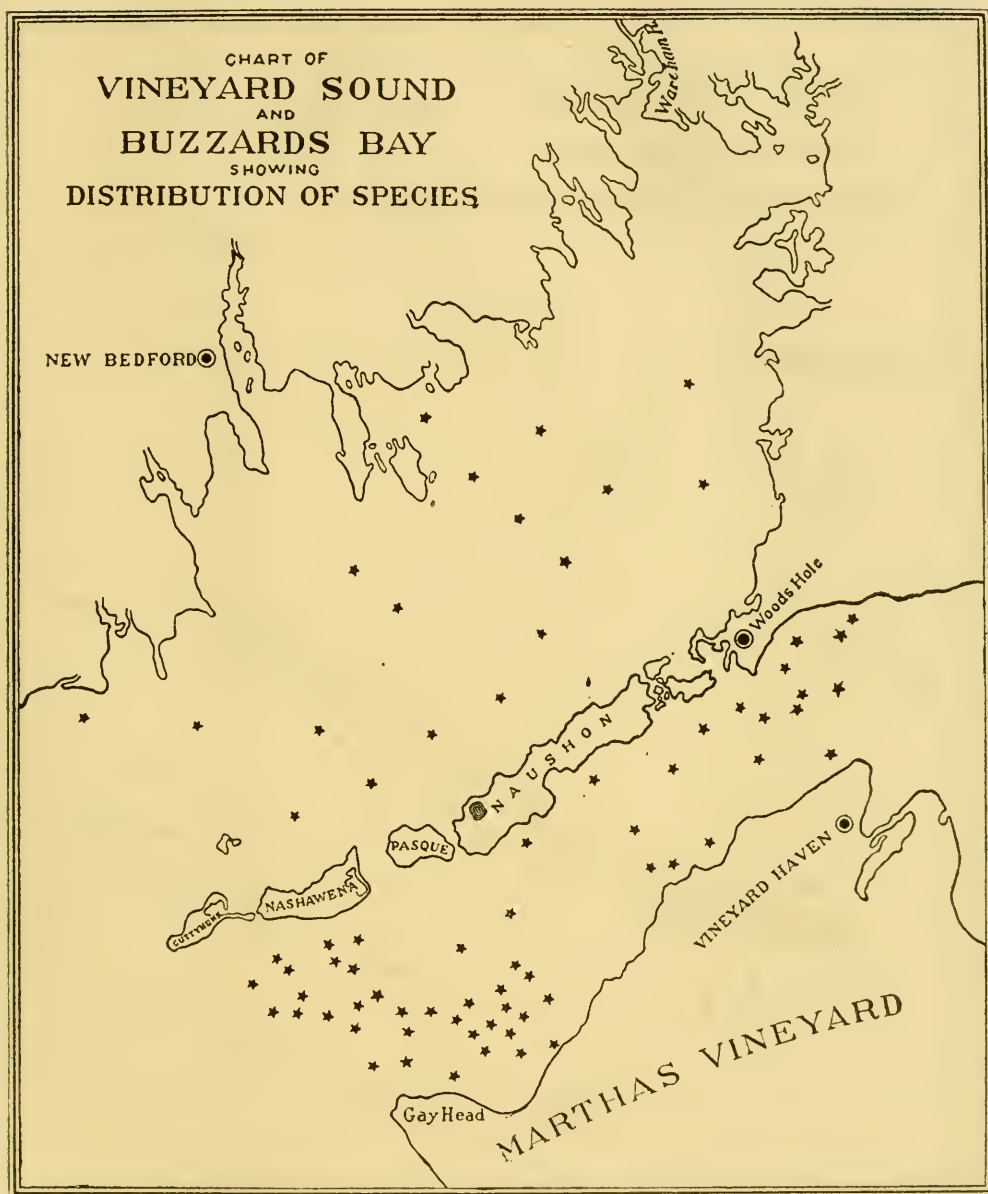 CHART OF
VINEYARD SOUND
AND
BUZZARDS BAY
SHOWING
DISTRIBUTION OF SPECIES
Wareham R.
NEW BEDFORD
Woods Hole
NAUSHON
PASQUE
NASHAWENA
CUTTYHUNK
VINEYARD HAVEN
MARTHAS VINEYARD
Gay Head